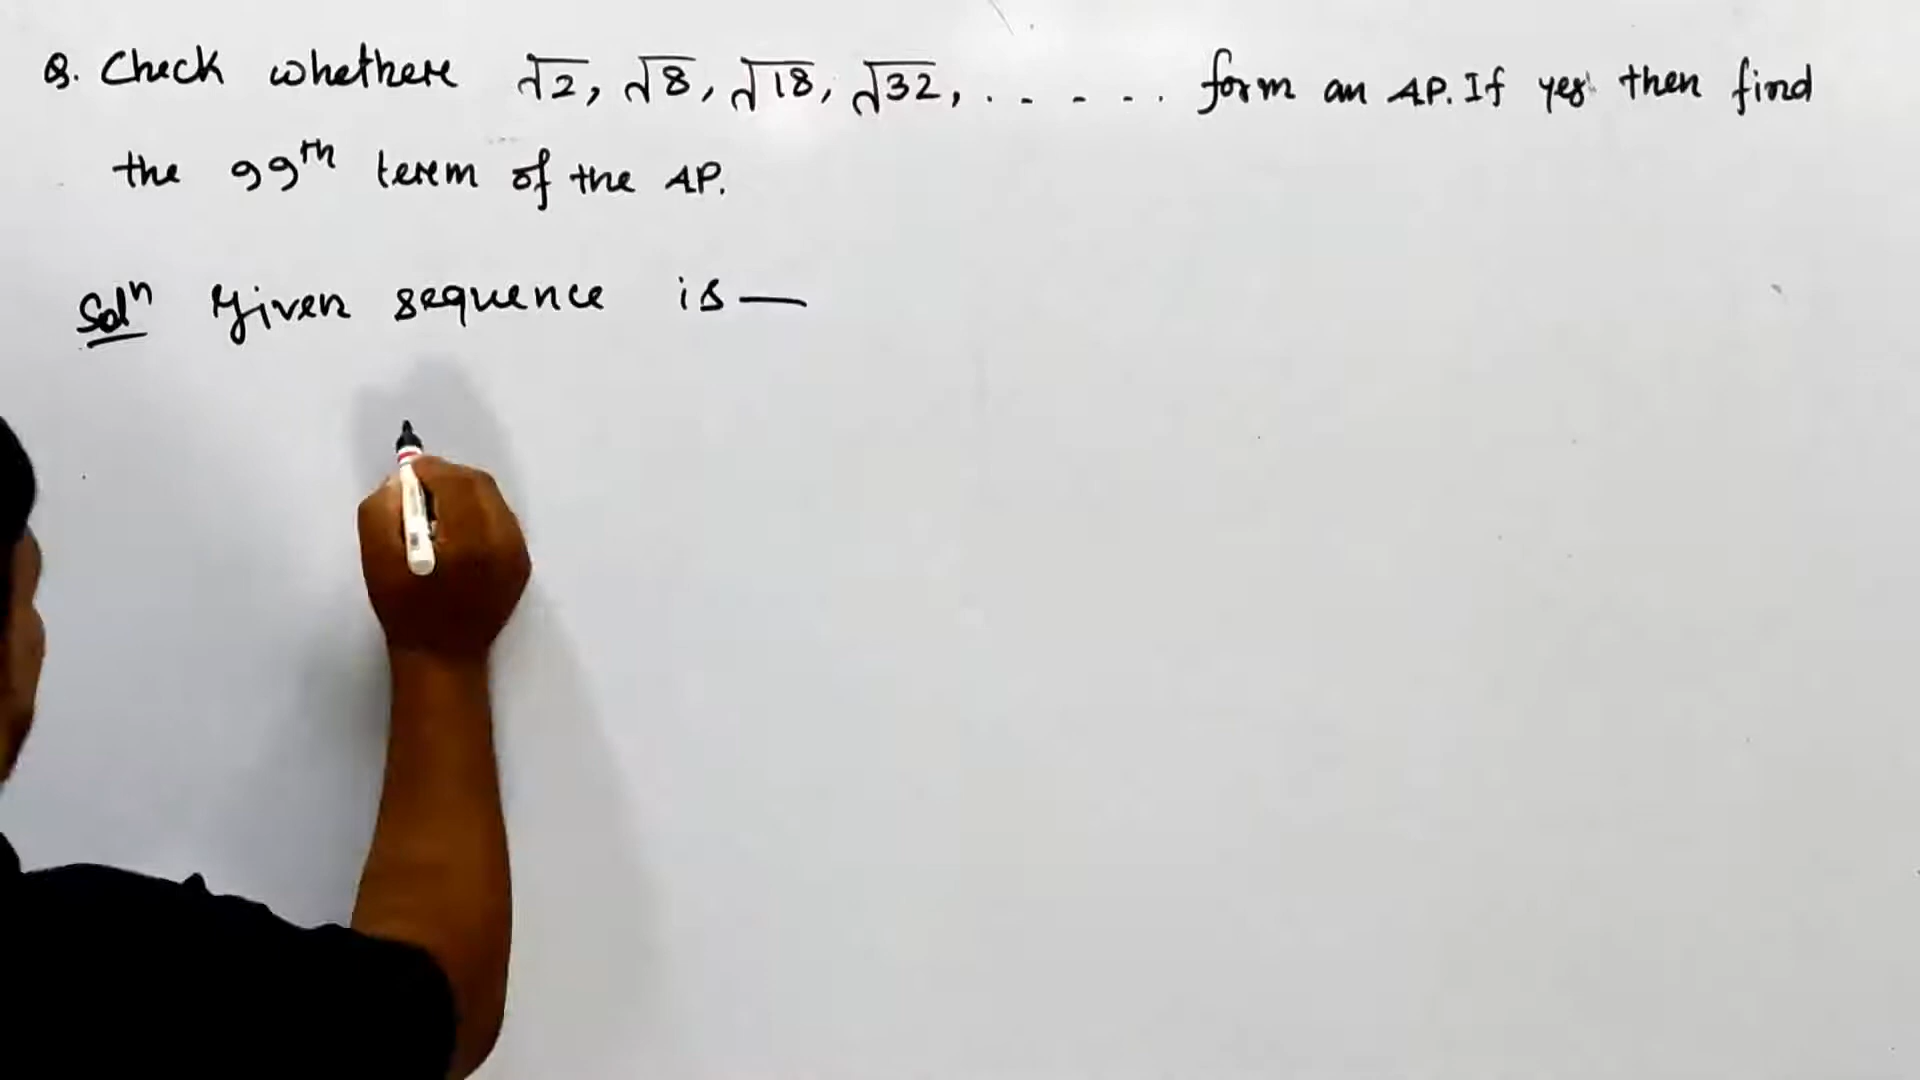 Q. Check whethere √2, √8, √18, √32, . . . . . . form an AP. If yes then find
the 99th terem of the AP.
Solⁿ Given sequence is —